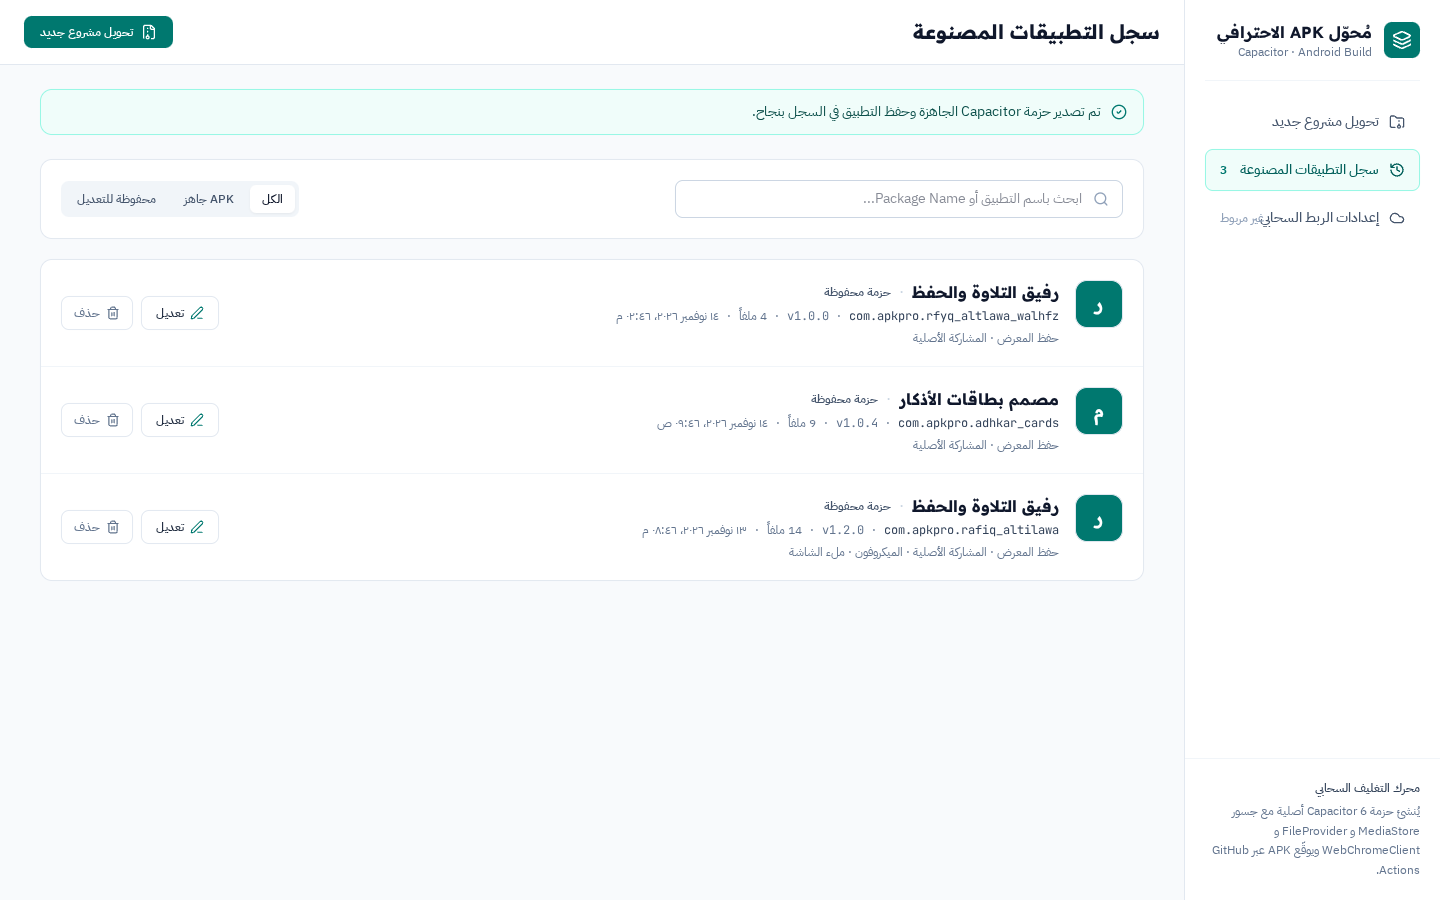 مُحوّل APK الاحترافي
Capacitor · Android Build
تحويل مشروع جديد
سجل التطبيقات المصنوعة 3
إعدادات الربط السحابي غير مربوط
محرك التغليف السحابي
يُنشئ حزمة Capacitor 6 أصلية مع جسور
MediaStore و FileProvider و
WebChromeClient ويوقّع APK عبر GitHub
Actions.
سجل التطبيقات المصنوعة
تحويل مشروع جديد
تم تصدير حزمة Capacitor الجاهزة وحفظ التطبيق في السجل بنجاح.
ابحث باسم التطبيق أو Package Name...
الكل
APK جاهز
محفوظة للتعديل
ر
رفيق التلاوة والحفظ · حزمة محفوظة
com.apkpro.rfyq_altlawa_walhfz · v1.0.0 · 4 ملفاً · ١٤ نوفمبر ٢٠٢٦، ٠٢:٤٦ م
حفظ المعرض · المشاركة الأصلية
تعديل
حذف
م
مصمم بطاقات الأذكار · حزمة محفوظة
com.apkpro.adhkar_cards · v1.0.4 · 9 ملفاً · ١٤ نوفمبر ٢٠٢٦، ٠٩:٤٦ ص
حفظ المعرض · المشاركة الأصلية
تعديل
حذف
ر
رفيق التلاوة والحفظ · حزمة محفوظة
com.apkpro.rafiq_altilawa · v1.2.0 · 14 ملفاً · ١٣ نوفمبر ٢٠٢٦، ٠٨:٤٦ م
حفظ المعرض · المشاركة الأصلية · الميكروفون · ملء الشاشة
تعديل
حذف